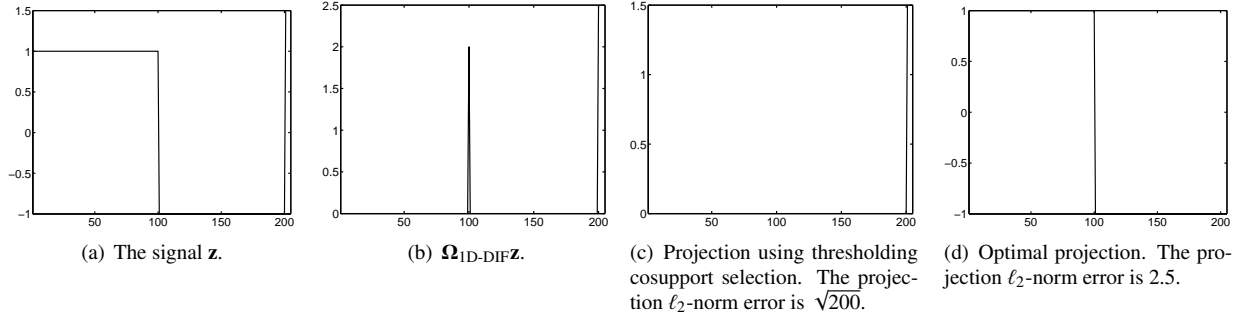 1.5
1
0.5
0
−0.5
−1
50 100 150 200
(a) The signal z.
2.5
2
1.5
1
0.5
0
50 100 150 200
(b) Ω1D-DIFz.
1.5
1
0.5
0
50 100 150 200
(c) Projection using thresholding
cosupport selection. The projec-
tion ℓ2-norm error is √200.
1
0.5
0
−0.5
−1
50 100 150 200
(d) Optimal projection. The pro-
jection ℓ2-norm error is 2.5.